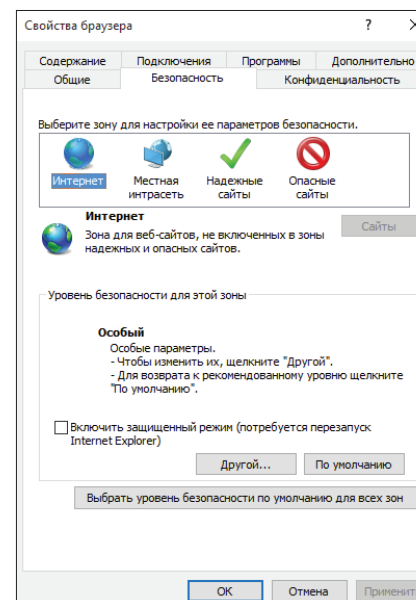 Свойства браузера ? ×
Содержание Подключения Программы Дополнительно
Общие Безопасность Конфиденциальность
Выберите зону для настройки ее параметров безопасности.
Интернет Местная интрасеть Надежные сайты Опасные сайты
Интернет
Зона для веб-сайтов, не включенных в зоны
надежных и опасных сайтов.
Сайты
Уровень безопасности для этой зоны
Особый
Особые параметры.
- Чтобы изменить их, щелкните "Другой".
- Для возврата к рекомендованному уровню щелкните
"По умолчанию".
Включить защищенный режим (потребуется перезапуск
Internet Explorer)
Другой... По умолчанию
Выбрать уровень безопасности по умолчанию для всех зон
ОК Отмена Применить